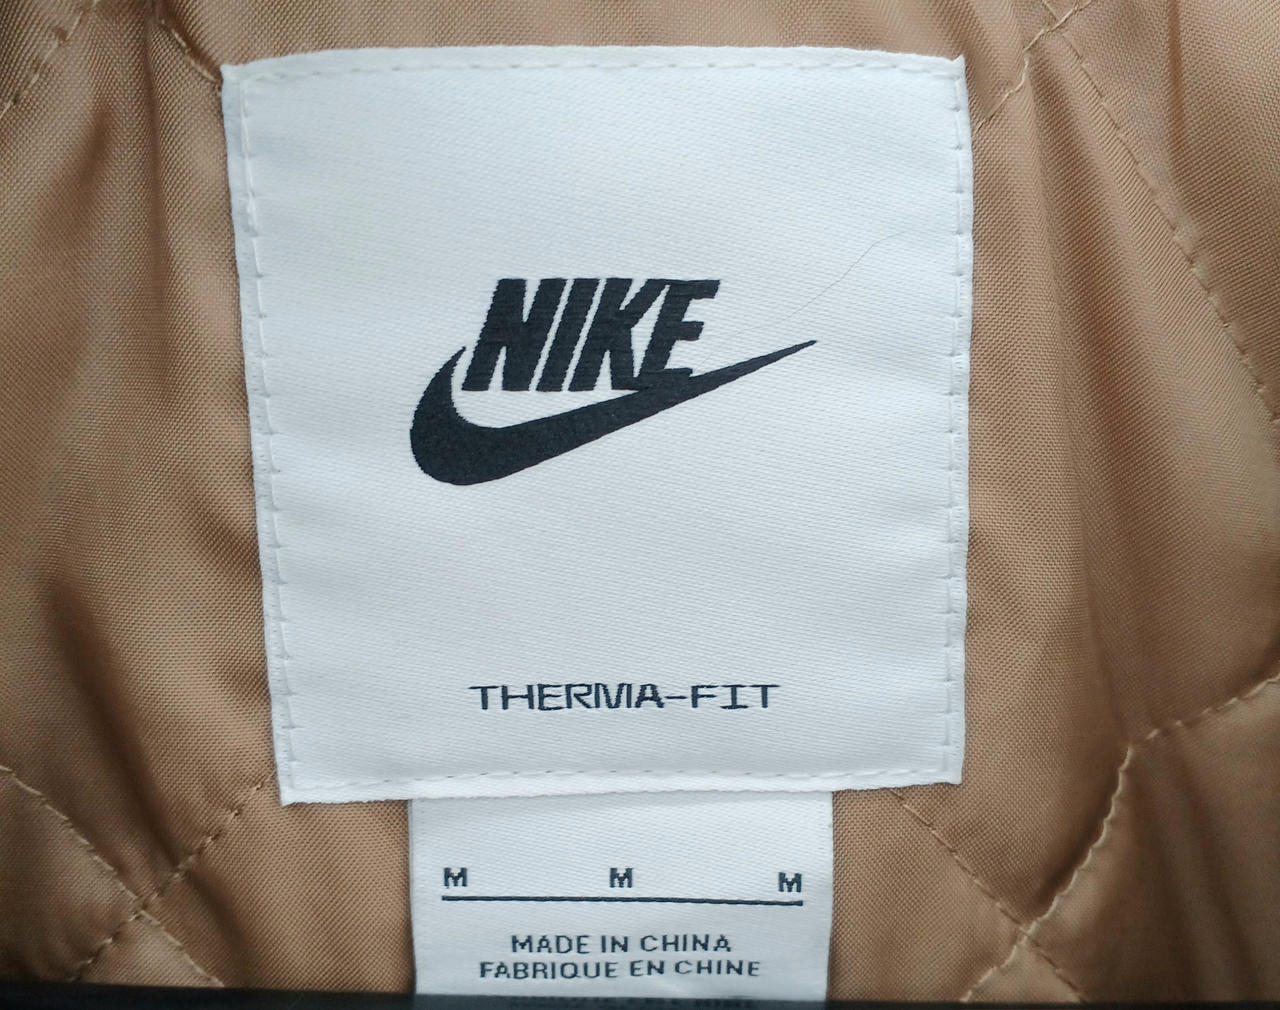 NIKE
THERMA-FIT
M M M
MADE IN CHINA
FABRIQUE EN CHINE